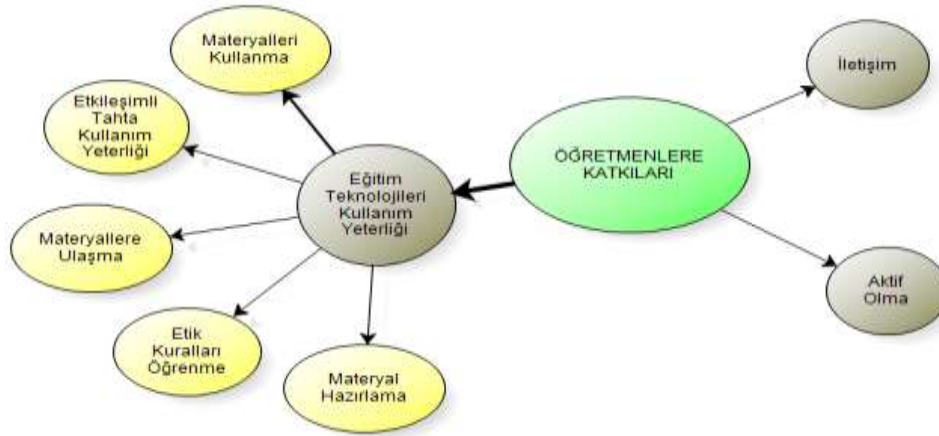 Materyalleri
Kullanma
İletişim
Etkileşimli
Tahta
Kullanım
Yeterliği
ÖĞRETMENLERE
KATKILARI
Eğitim
Teknolojileri
Kullanım
Yeterliği
Materyallere
Ulaşma
Aktif
Olma
Etik
Kuralları
Öğrenme
Materyal
Hazırlama